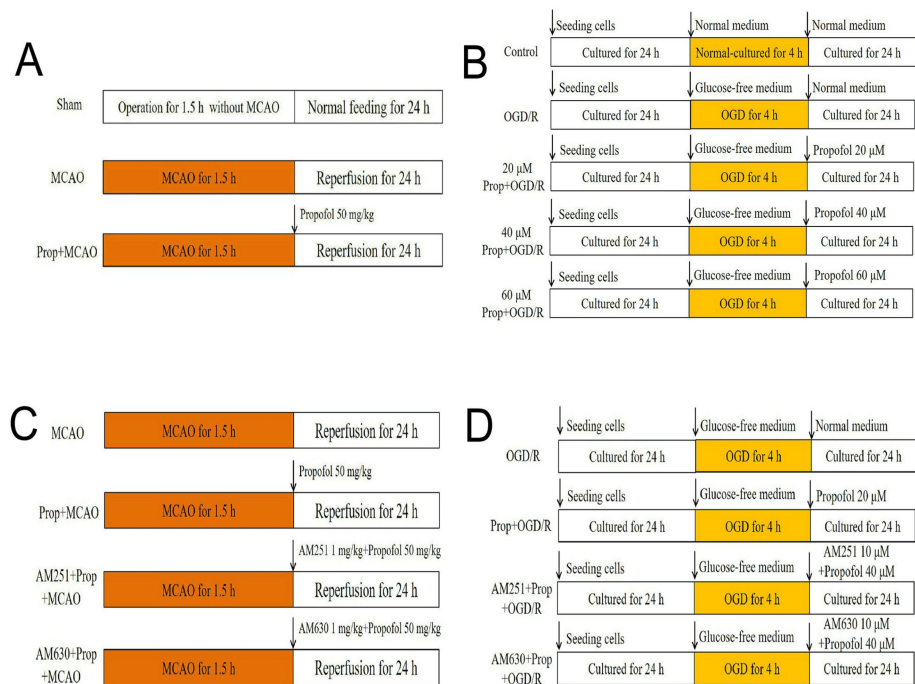 A
Sham
Operation for 1.5 h without MCAO
Normal feeding for 24 h
MCAO
MCAO for 1.5 h
Reperfusion for 24 h
Propofol 50 mg/kg
Prop+MCAO
MCAO for 1.5 h
Reperfusion for 24 h
B
Seeding cells
Normal medium
Normal medium
Control
Cultured for 24 h
Normal-cultured for 4 h
Cultured for 24 h
Seeding cells
Glucose-free medium
Normal medium
OGD/R
Cultured for 24 h
OGD for 4 h
Cultured for 24 h
Seeding cells
Glucose-free medium
Propofol 20 μM
20 μM
Prop+OGD/R
Cultured for 24 h
OGD for 4 h
Cultured for 24 h
Seeding cells
Glucose-free medium
Propofol 40 μM
40 μM
Prop+OGD/R
Cultured for 24 h
OGD for 4 h
Cultured for 24 h
Seeding cells
Glucose-free medium
Propofol 60 μM
60 μM
Prop+OGD/R
Cultured for 24 h
OGD for 4 h
Cultured for 24 h
C
MCAO
MCAO for 1.5 h
Reperfusion for 24 h
Propofol 50 mg/kg
Prop+MCAO
MCAO for 1.5 h
Reperfusion for 24 h
AM251 1 mg/kg+Propofol 50 mg/kg
AM251+Prop
+MCAO
MCAO for 1.5 h
Reperfusion for 24 h
AM630 1 mg/kg+Propofol 50 mg/kg
AM630+Prop
+MCAO
MCAO for 1.5 h
Reperfusion for 24 h
D
Seeding cells
Glucose-free medium
Normal medium
OGD/R
Cultured for 24 h
OGD for 4 h
Cultured for 24 h
Seeding cells
Glucose-free medium
Propofol 20 μM
Prop+OGD/R
Cultured for 24 h
OGD for 4 h
Cultured for 24 h
Seeding cells
Glucose-free medium
AM251 10 μM
+Propofol 40 μM
AM251+Prop
+OGD/R
Cultured for 24 h
OGD for 4 h
Cultured for 24 h
Seeding cells
Glucose-free medium
AM630 10 μM
+Propofol 40 μM
AM630+Prop
+OGD/R
Cultured for 24 h
OGD for 4 h
Cultured for 24 h